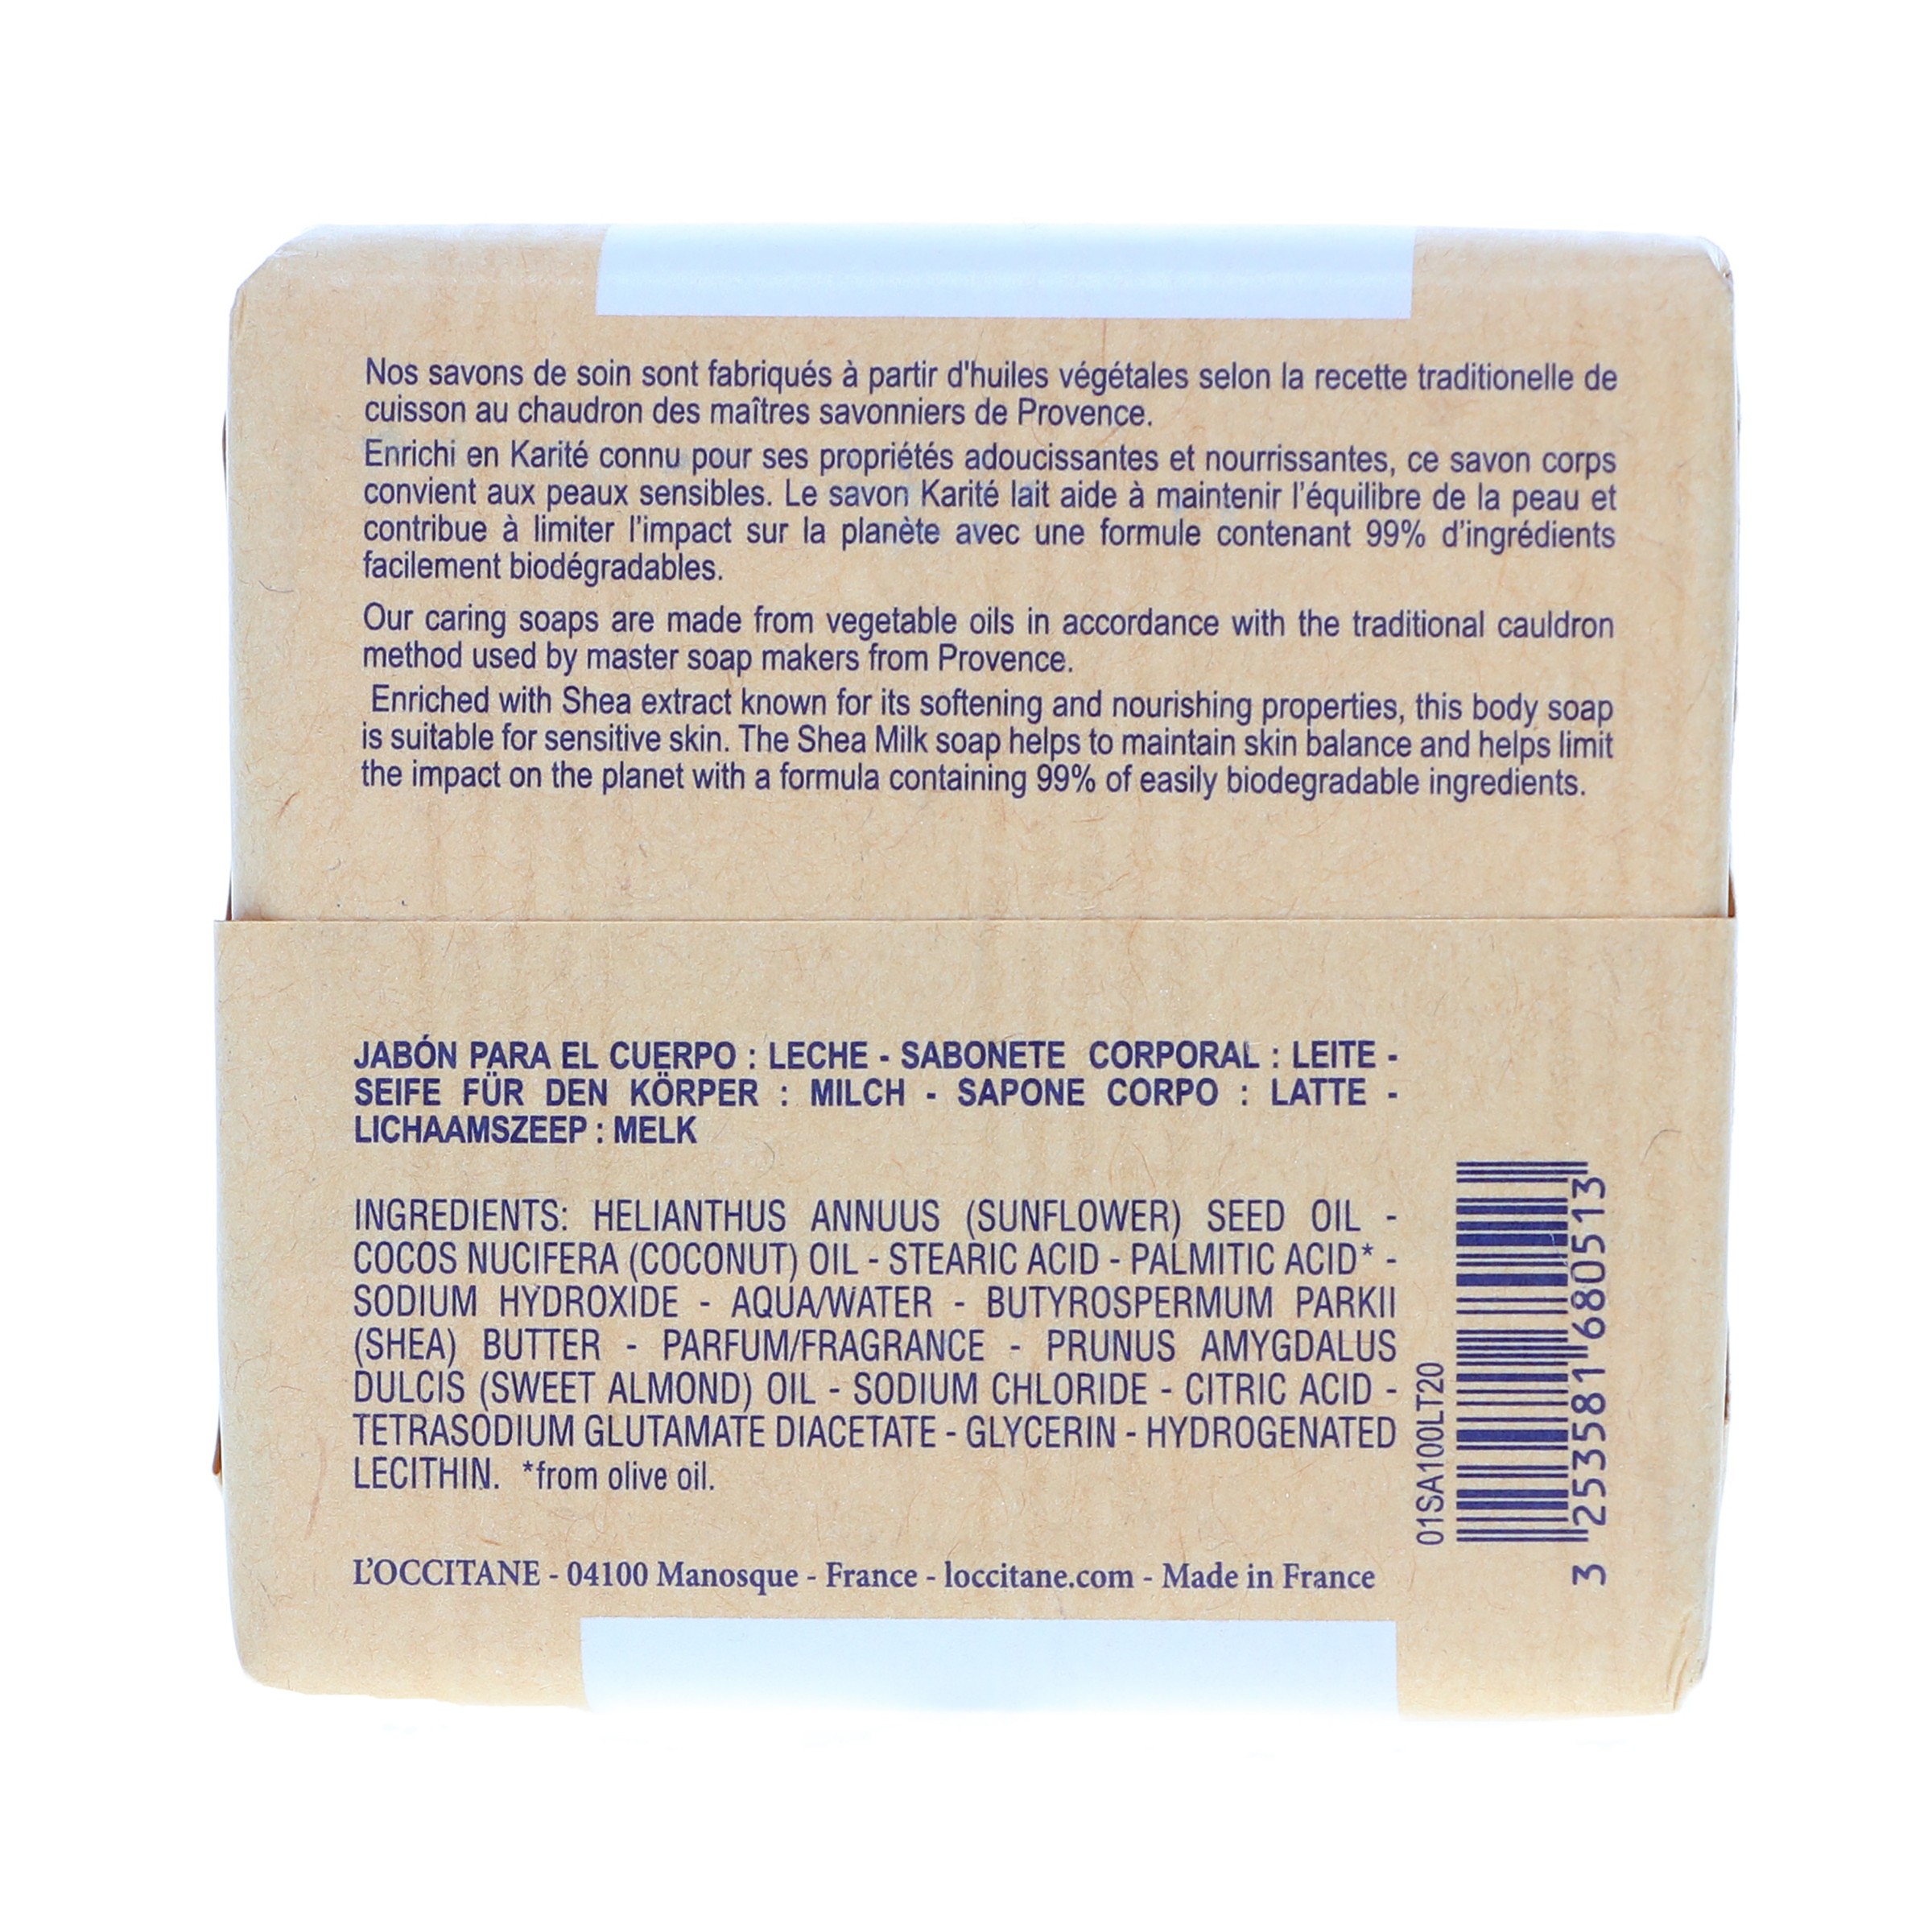 Nos savons de soin sont fabriqués à partir d'huiles végétales selon la recette traditionelle de
cuisson au chaudron des maîtres savonniers de Provence.
Enrichi en Karité connu pour ses propriétés adoucissantes et nourrissantes, ce savon corps
convient aux peaux sensibles. Le savon Karité lait aide à maintenir l'équilibre de la peau et
contribue à limiter l'impact sur la planète avec une formule contenant 99% d'ingrédients
facilement biodégradables.
Our caring soaps are made from vegetable oils in accordance with the traditional cauldron
method used by master soap makers from Provence.
Enriched with Shea extract known for its softening and nourishing properties, this body soap
is suitable for sensitive skin. The Shea Milk soap helps to maintain skin balance and helps limit
the impact on the planet with a formula containing 99% of easily biodegradable ingredients.
JABÓN PARA EL CUERPO : LECHE - SABONETE CORPORAL : LEITE -
SEIFE FÜR DEN KÖRPER : MILCH - SAPONE CORPO : LATTE -
LICHAAMSZEEP : MELK
INGREDIENTS: HELIANTHUS ANNUUS (SUNFLOWER) SEED OIL -
COCOS NUCIFERA (COCONUT) OIL - STEARIC ACID - PALMITIC ACID* -
SODIUM HYDROXIDE - AQUA/WATER - BUTYROSPERMUM PARKII
(SHEA) BUTTER - PARFUM/FRAGRANCE - PRUNUS AMYGDALUS
DULCIS (SWEET ALMOND) OIL - SODIUM CHLORIDE - CITRIC ACID -
TETRASODIUM GLUTAMATE DIACETATE - GLYCERIN - HYDROGENATED
LECITHIN. *from olive oil.
L'OCCITANE - 04100 Manosque - France - loccitane.com - Made in France
01SA100LT20
3 253581 680513